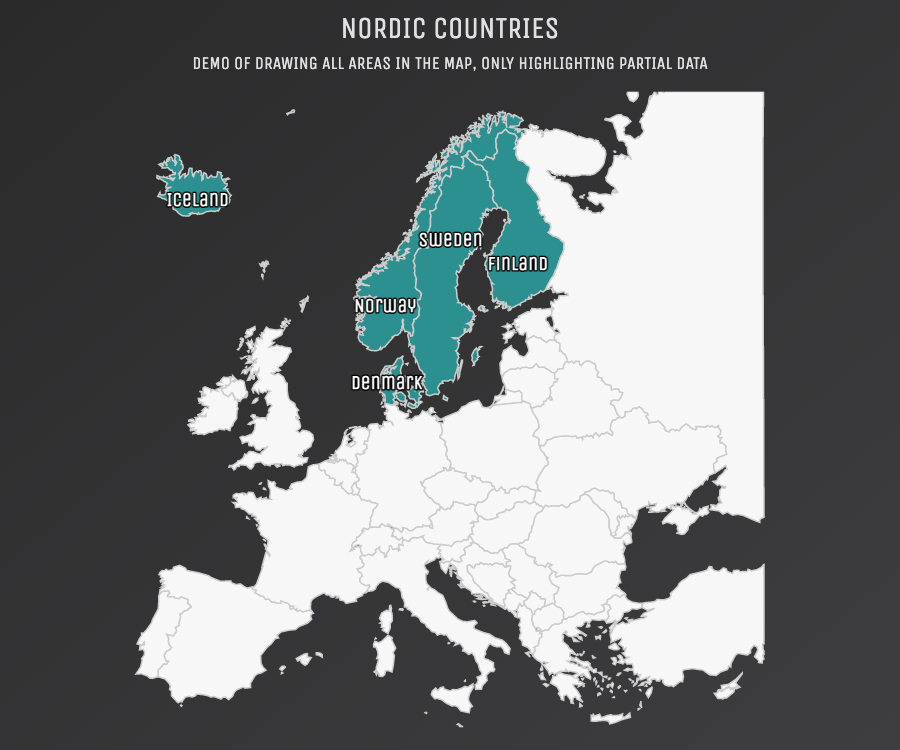 NORDIC COUNTRIES
DEMO OF DRAWING ALL AREAS IN THE MAP, ONLY HIGHLIGHTING PARTIAL DATA
Iceland
Sweden
Finland
Norway
Denmark